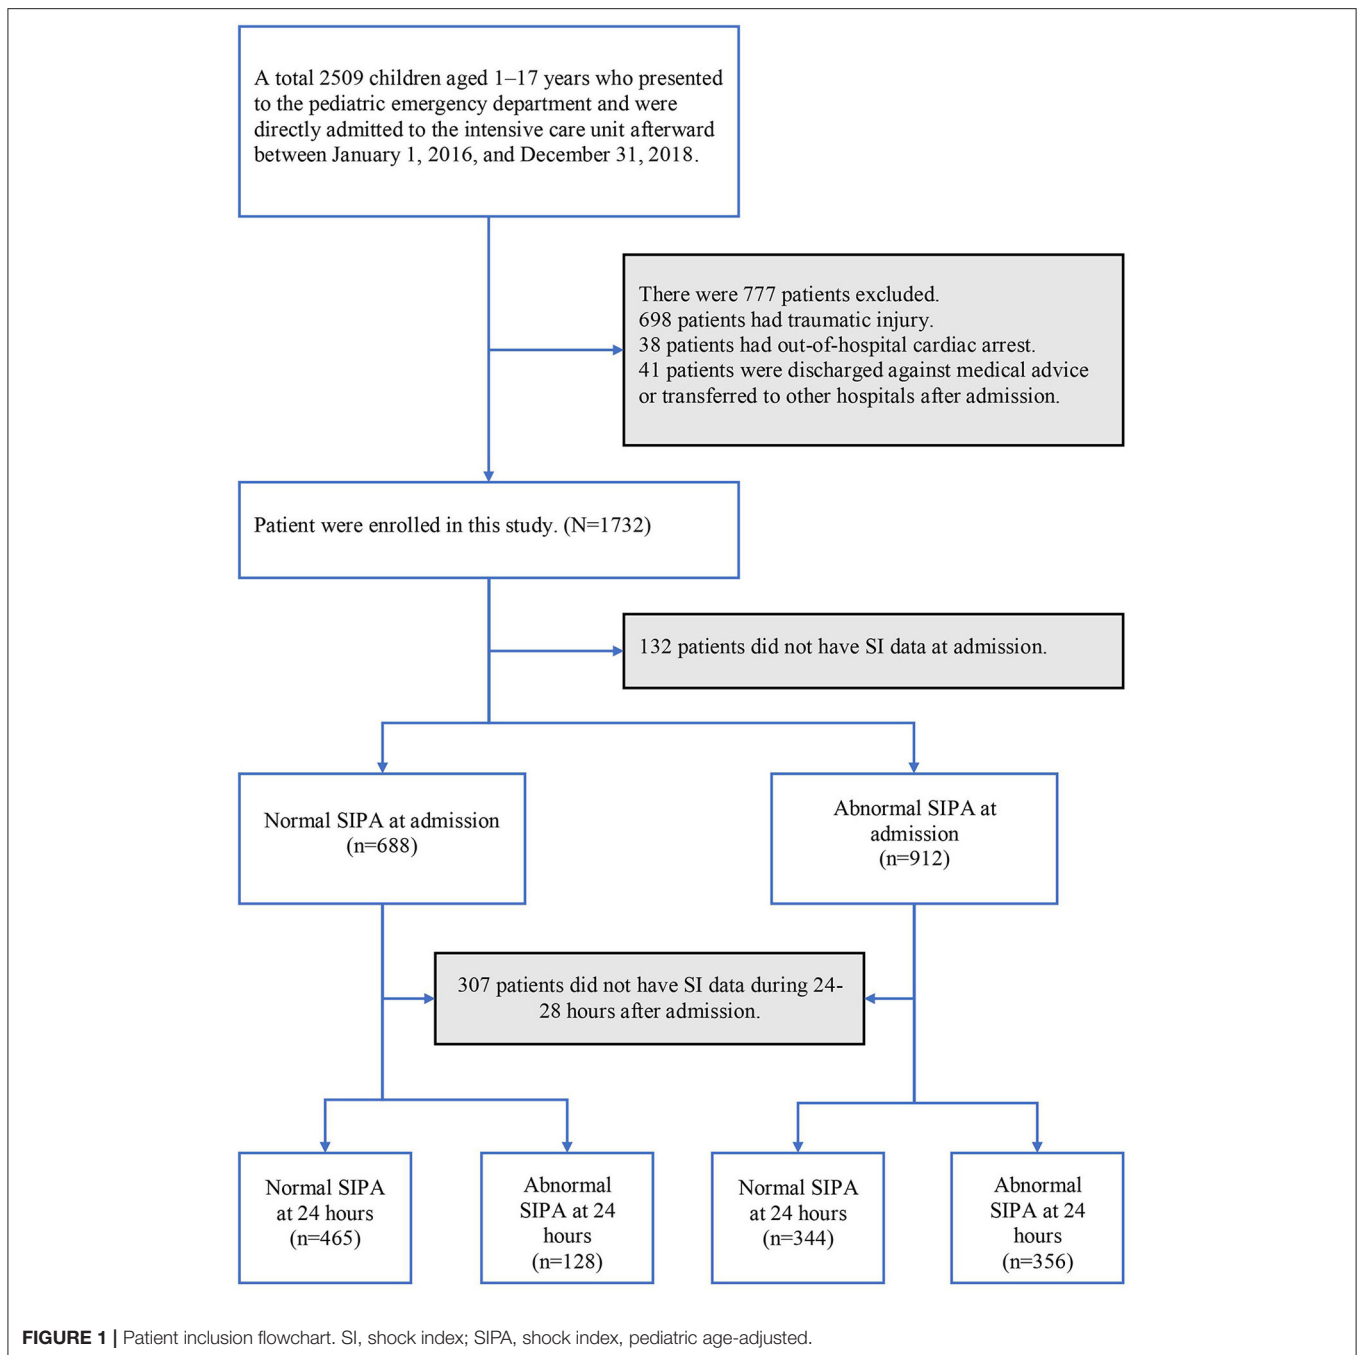 A total 2509 children aged 1–17 years who presented
to the pediatric emergency department and were
directly admitted to the intensive care unit afterward
between January 1, 2016, and December 31, 2018.
There were 777 patients excluded.
698 patients had traumatic injury.
38 patients had out-of-hospital cardiac arrest.
41 patients were discharged against medical advice
or transferred to other hospitals after admission.
Patient were enrolled in this study. (N=1732)
132 patients did not have SI data at admission.
Normal SIPA at admission
(n=688)
Abnormal SIPA at
admission
(n=912)
307 patients did not have SI data during 24-
28 hours after admission.
Normal SIPA
at 24 hours
(n=465)
Abnormal
SIPA at 24
hours
(n=128)
Normal SIPA
at 24 hours
(n=344)
Abnormal
SIPA at 24
hours
(n=356)
FIGURE 1 | Patient inclusion flowchart. SI, shock index; SIPA, shock index, pediatric age-adjusted.